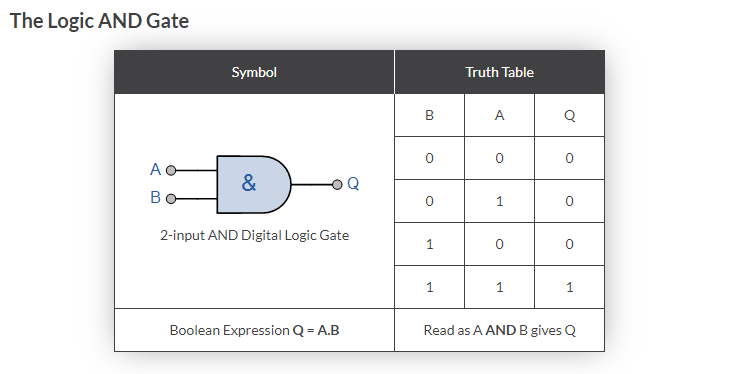 The Logic AND Gate
Symbol
Truth Table
B A Q
0 0 0
0 1 0
1 0 0
1 1 1
A
B
&
Q
2-input AND Digital Logic Gate
Boolean Expression Q = A.B
Read as A AND B gives Q